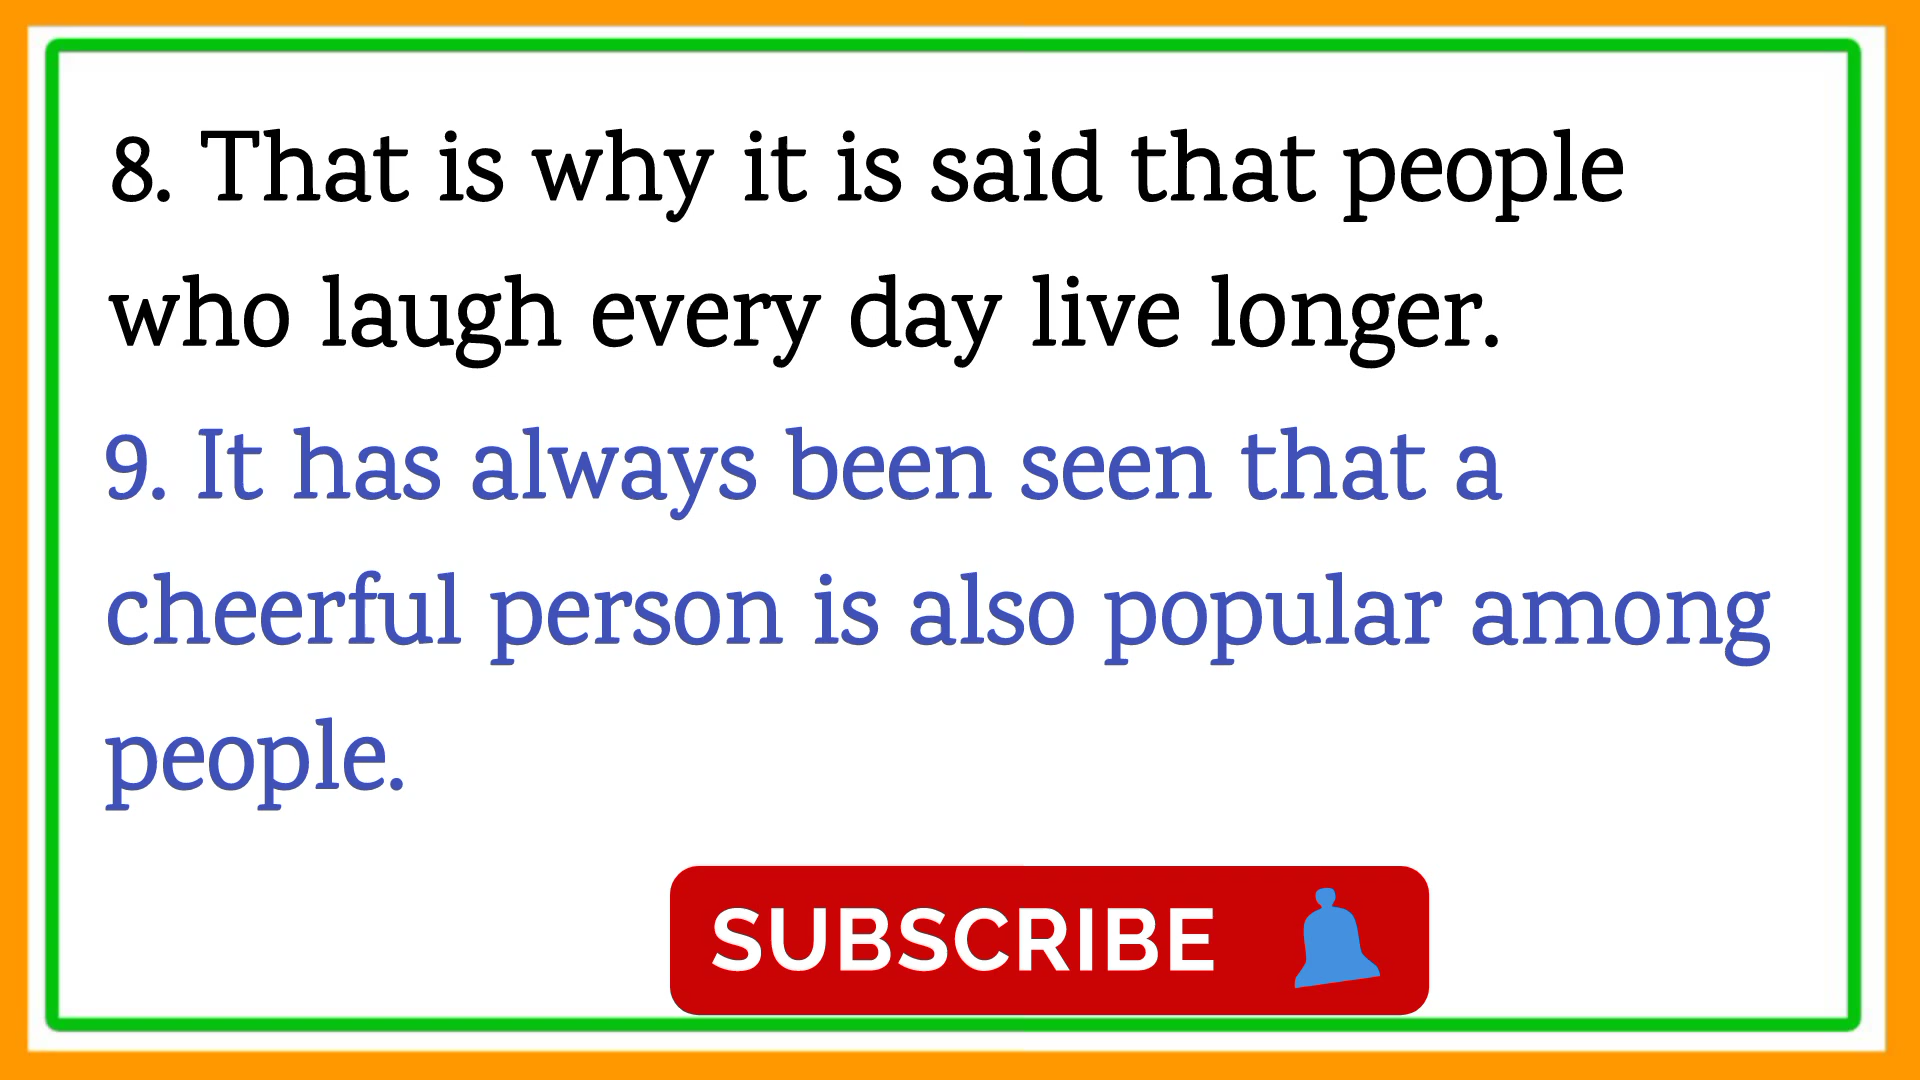 8. That is why it is said that people
who laugh every day live longer.
9. It has always been seen that a
cheerful person is also popular among
people.
SUBSCRIBE